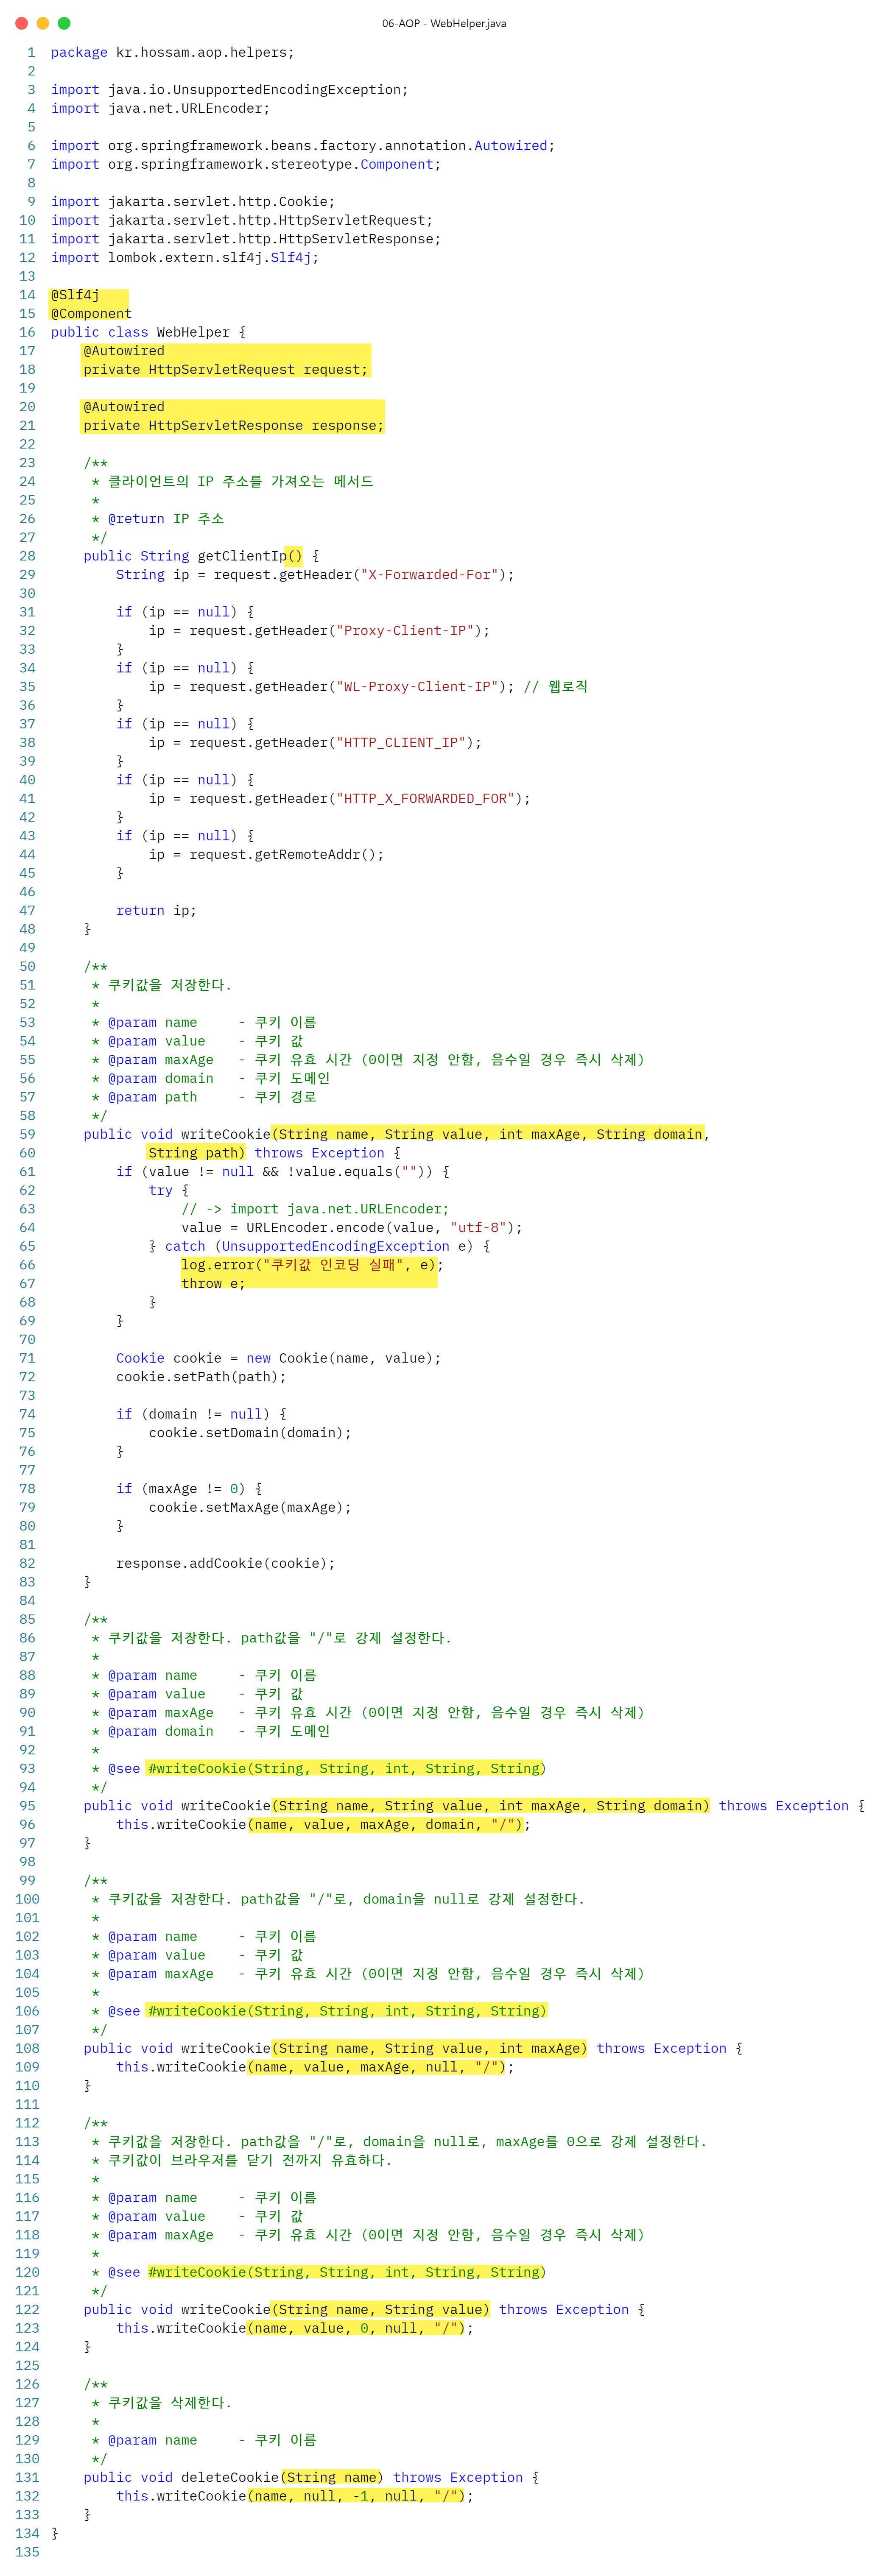 06-AOP - WebHelper.java
1 package kr.hossam.aop.helpers;
2
3 import java.io.UnsupportedEncodingException;
4 import java.net.URLEncoder;
5
6 import org.springframework.beans.factory.annotation.Autowired;
7 import org.springframework.stereotype.Component;
8
9 import jakarta.servlet.http.Cookie;
10 import jakarta.servlet.http.HttpServletRequest;
11 import jakarta.servlet.http.HttpServletResponse;
12 import lombok.extern.slf4j.Slf4j;
13
14 @Slf4j
15 @Component
16 public class WebHelper {
17     @Autowired
18     private HttpServletRequest request;
19
20     @Autowired
21     private HttpServletResponse response;
22
23     /**
24      * 클라이언트의 IP 주소를 가져오는 메서드
25      *
26      * @return IP 주소
27      */
28     public String getClientIp() {
29         String ip = request.getHeader("X-Forwarded-For");
30
31         if (ip == null) {
32             ip = request.getHeader("Proxy-Client-IP");
33         }
34         if (ip == null) {
35             ip = request.getHeader("WL-Proxy-Client-IP"); // 웹로직
36         }
37         if (ip == null) {
38             ip = request.getHeader("HTTP_CLIENT_IP");
39         }
40         if (ip == null) {
41             ip = request.getHeader("HTTP_X_FORWARDED_FOR");
42         }
43         if (ip == null) {
44             ip = request.getRemoteAddr();
45         }
46
47         return ip;
48     }
49
50     /**
51      * 쿠키값을 저장한다.
52      *
53      * @param name     - 쿠키 이름
54      * @param value    - 쿠키 값
55      * @param maxAge   - 쿠키 유효 시간 (0이면 지정 안함, 음수일 경우 즉시 삭제)
56      * @param domain   - 쿠키 도메인
57      * @param path     - 쿠키 경로
58      */
59     public void writeCookie(String name, String value, int maxAge, String domain,
60             String path) throws Exception {
61         if (value != null && !value.equals("")) {
62             try {
63                 // -> import java.net.URLEncoder;
64                 value = URLEncoder.encode(value, "utf-8");
65             } catch (UnsupportedEncodingException e) {
66                 log.error("쿠키값 인코딩 실패", e);
67                 throw e;
68             }
69         }
70
71         Cookie cookie = new Cookie(name, value);
72         cookie.setPath(path);
73
74         if (domain != null) {
75             cookie.setDomain(domain);
76         }
77
78         if (maxAge != 0) {
79             cookie.setMaxAge(maxAge);
80         }
81
82         response.addCookie(cookie);
83     }
84
85     /**
86      * 쿠키값을 저장한다. path값을 "/"로 강제 설정한다.
87      *
88      * @param name     - 쿠키 이름
89      * @param value    - 쿠키 값
90      * @param maxAge   - 쿠키 유효 시간 (0이면 지정 안함, 음수일 경우 즉시 삭제)
91      * @param domain   - 쿠키 도메인
92      *
93      * @see #writeCookie(String, String, int, String, String)
94      */
95     public void writeCookie(String name, String value, int maxAge, String domain) throws Exception {
96         this.writeCookie(name, value, maxAge, domain, "/");
97     }
98
99     /**
100      * 쿠키값을 저장한다. path값을 "/"로, domain을 null로 강제 설정한다.
101      *
102      * @param name     - 쿠키 이름
103      * @param value    - 쿠키 값
104      * @param maxAge   - 쿠키 유효 시간 (0이면 지정 안함, 음수일 경우 즉시 삭제)
105      *
106      * @see #writeCookie(String, String, int, String, String)
107      */
108     public void writeCookie(String name, String value, int maxAge) throws Exception {
109         this.writeCookie(name, value, maxAge, null, "/");
110     }
111
112     /**
113      * 쿠키값을 저장한다. path값을 "/"로, domain을 null로, maxAge를 0으로 강제 설정한다.
114      * 쿠키값이 브라우저를 닫기 전까지 유효하다.
115      *
116      * @param name     - 쿠키 이름
117      * @param value    - 쿠키 값
118      * @param maxAge   - 쿠키 유효 시간 (0이면 지정 안함, 음수일 경우 즉시 삭제)
119      *
120      * @see #writeCookie(String, String, int, String, String)
121      */
122     public void writeCookie(String name, String value) throws Exception {
123         this.writeCookie(name, value, 0, null, "/");
124     }
125
126     /**
127      * 쿠키값을 삭제한다.
128      *
129      * @param name     - 쿠키 이름
130      */
131     public void deleteCookie(String name) throws Exception {
132         this.writeCookie(name, null, -1, null, "/");
133     }
134 }
135